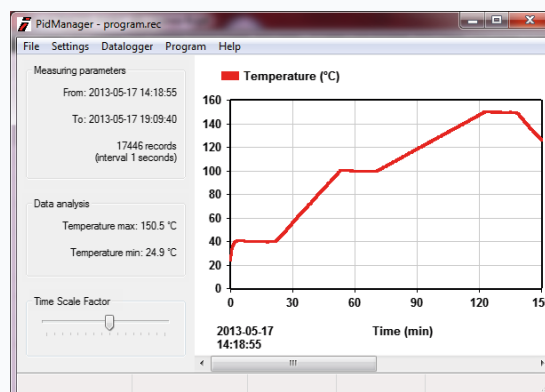 PidManager - program.rec
File Settings Datalogger Program Help
Measuring parameters
From: 2013-05-17 14:18:55
To: 2013-05-17 19:09:40
17446 records
(interval 1 seconds)
Data analysis
Temperature max: 150.5 °C
Temperature min: 24.9 °C
Time Scale Factor
Temperature (°C)
160
140
120
100
80
60
40
20
0
0 30 60 90 120 150
2013-05-17
14:18:55
Time (min)